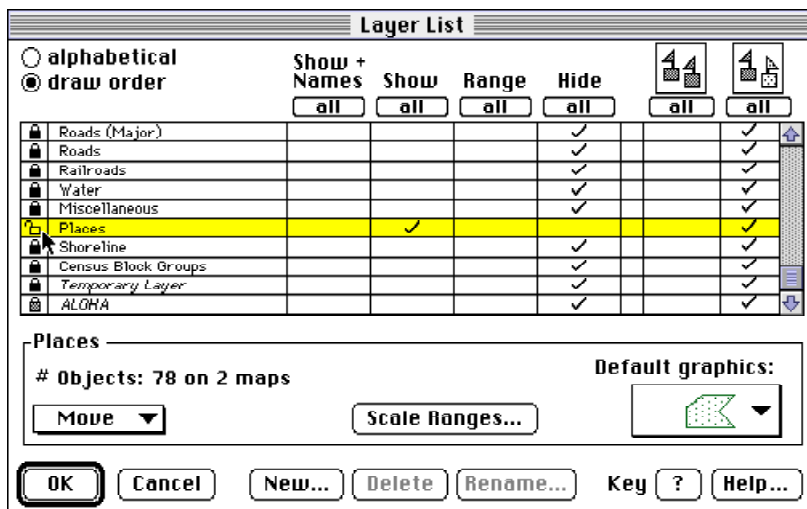 Layer List
alphabetical
draw order
Show + Names Show Range Hide
all all all all all all
Roads (Major)
Roads
Railroads
Water
Miscellaneous
Places
Shoreline
Census Block Groups
Temporary Layer
ALOHA
Places
# Objects: 78 on 2 maps
Default graphics:
Move Scale Ranges...
OK Cancel New... Delete Rename... Key ? Help...